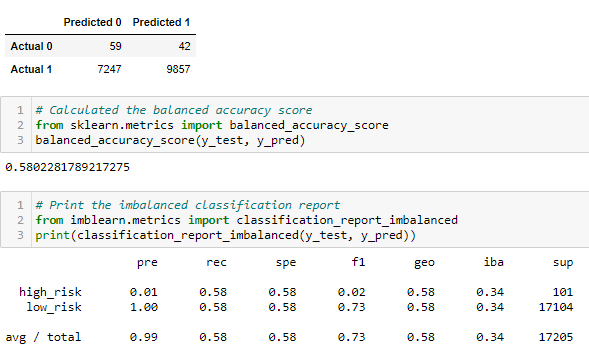 Predicted 0 Predicted 1
Actual 0 59 42
Actual 1 7247 9857
1 # Calculated the balanced accuracy score
2 from sklearn.metrics import balanced_accuracy_score
3 balanced_accuracy_score(y_test, y_pred)
0.5802281789217275
1 # Print the imbalanced classification report
2 from imblearn.metrics import classification_report_imbalanced
3 print(classification_report_imbalanced(y_test, y_pred))
pre rec spe f1 geo iba sup
high_risk 0.01 0.58 0.58 0.02 0.58 0.34 101
low_risk 1.00 0.58 0.58 0.73 0.58 0.34 17104
avg / total 0.99 0.58 0.58 0.73 0.58 0.34 17205